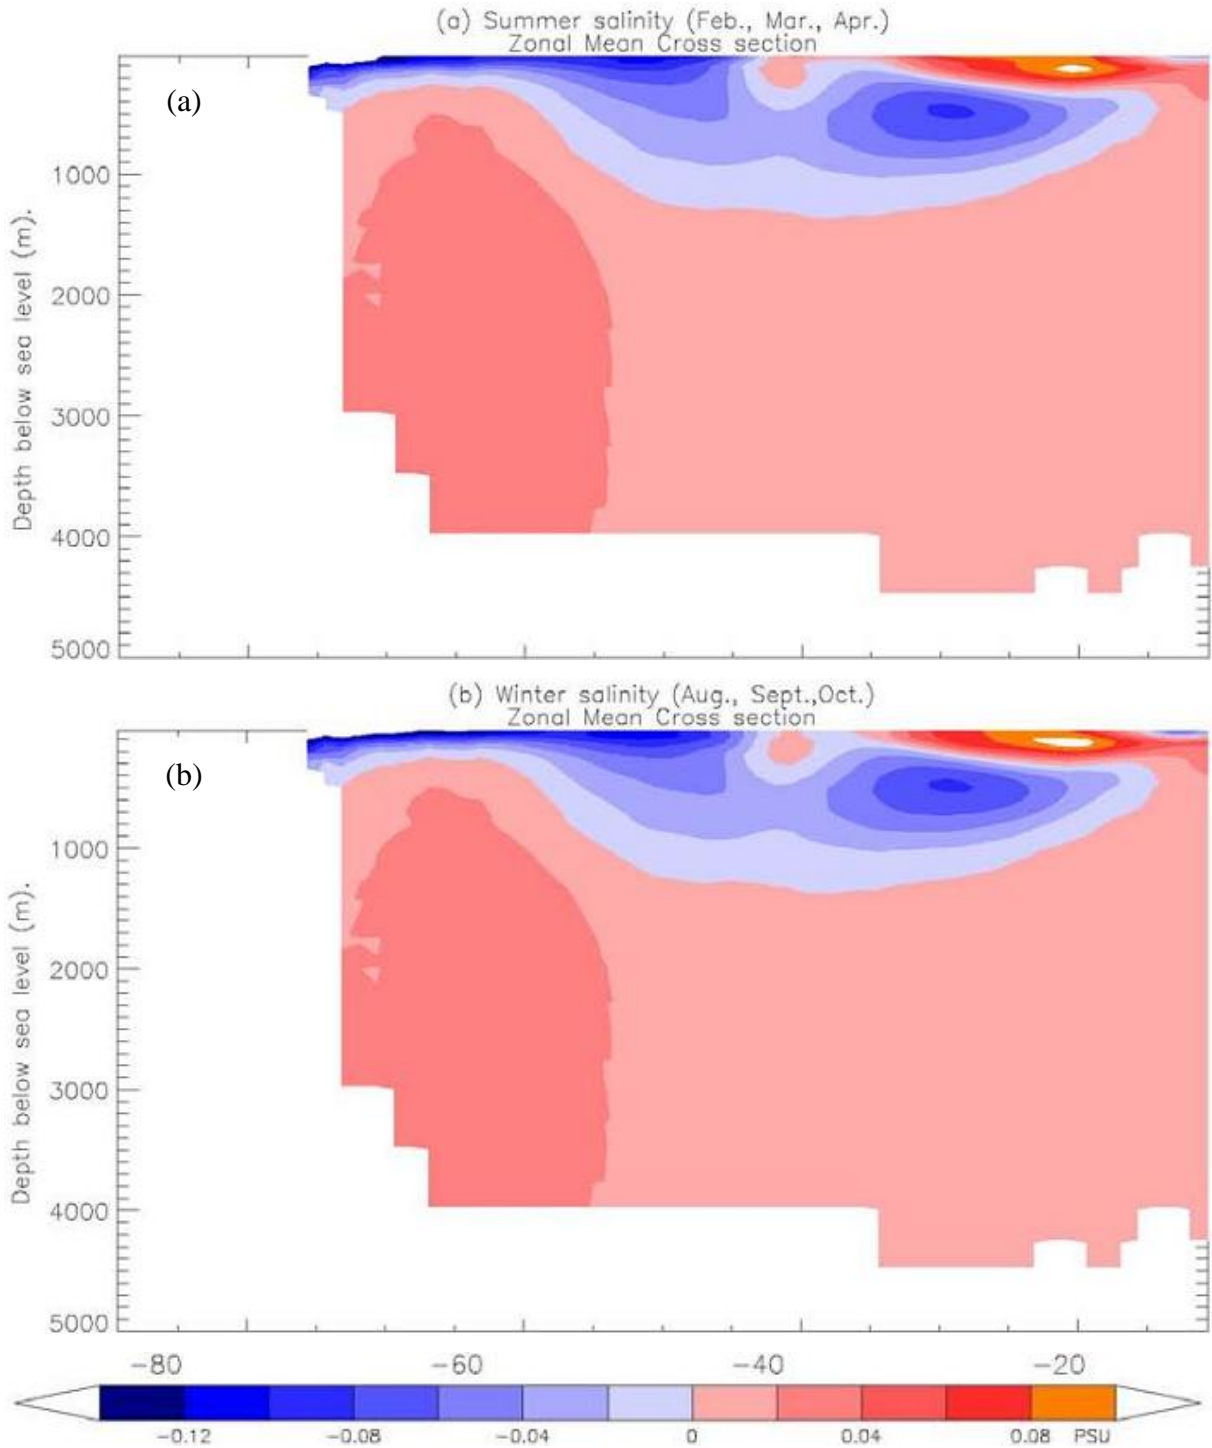 (a) Summer salinity (Feb., Mar., Apr.)
Zonal Mean Cross section
(a)
Depth below sea level (m).
1000
2000
3000
4000
5000
(b) Winter salinity (Aug., Sept.,Oct.)
Zonal Mean Cross section
(b)
Depth below sea level (m).
1000
2000
3000
4000
5000
-80 -60 -40 -20
-0.12 -0.08 -0.04 0 0.04 0.08 PSU